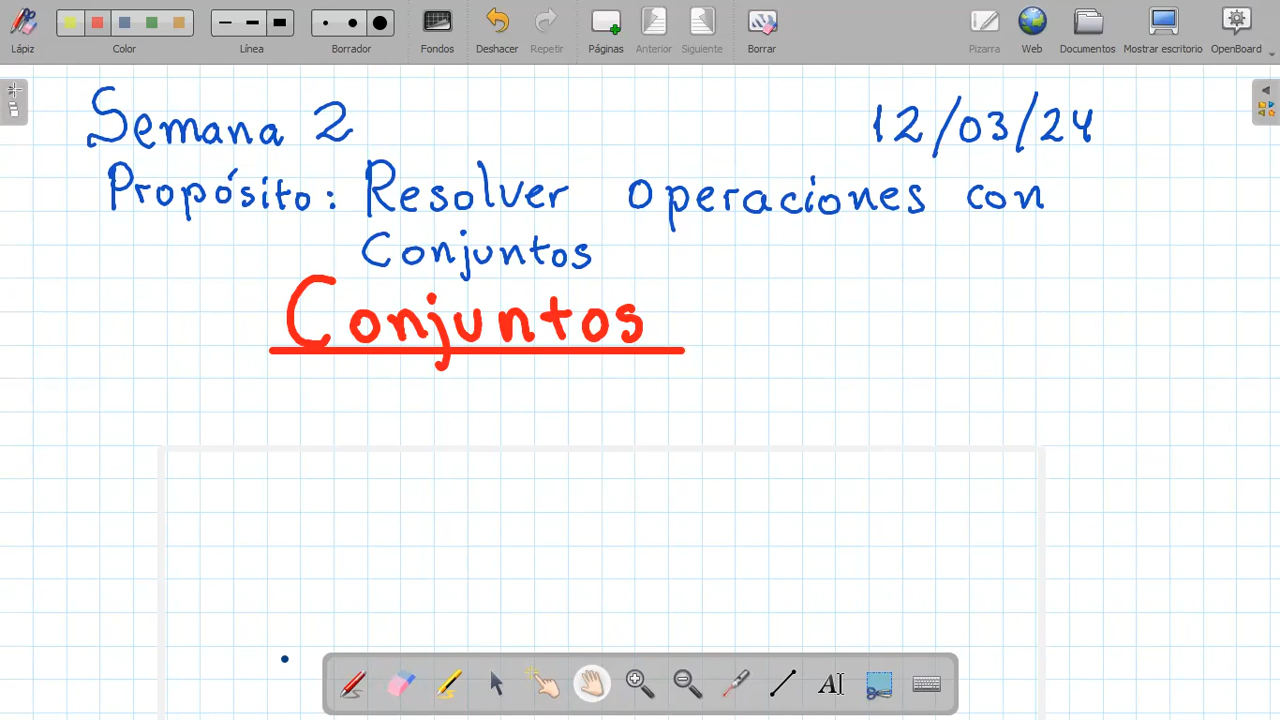 Lápiz Color Línea Borrador Fondos Deshacer Repetir Páginas Anterior Siguiente Borrar Pizarra Web Documentos Mostrar escritorio OpenBoard
Semana 2 12/03/24
Propósito: Resolver operaciones con
Conjuntos
Conjuntos
AI